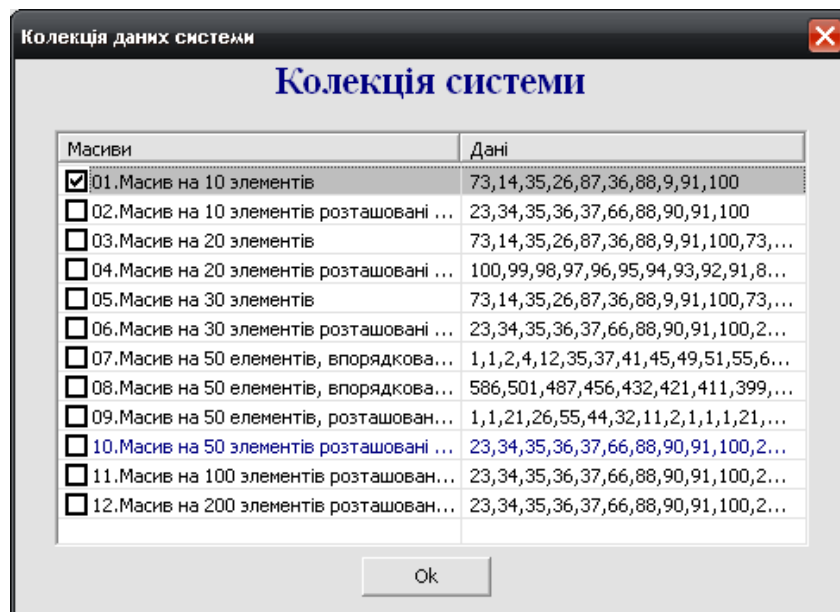 Колекція даних системи
Колекція системи
Масиви Дані
01.Масив на 10 элементів 73,14,35,26,87,36,88,9,91,100
02.Масив на 10 элементів розташовані ... 23,34,35,36,37,66,88,90,91,100
03.Масив на 20 элементів 73,14,35,26,87,36,88,9,91,100,73,...
04.Масив на 20 элементів розташовані ... 100,99,98,97,96,95,94,93,92,91,8...
05.Масив на 30 элементів 73,14,35,26,87,36,88,9,91,100,73,...
06.Масив на 30 элементів розташовані ... 23,34,35,36,37,66,88,90,91,100,2...
07.Масив на 50 елементів, впорядкова... 1,1,2,4,12,35,37,41,45,49,51,55,6...
08.Масив на 50 елементів, впорядкова... 586,501,487,456,432,421,411,399,...
09.Масив на 50 елементів, розташован... 1,1,21,26,55,44,32,11,2,1,1,1,21,...
10.Масив на 50 элементів розташовані ... 23,34,35,36,37,66,88,90,91,100,2...
11.Масив на 100 элементів розташован... 23,34,35,36,37,66,88,90,91,100,2...
12.Масив на 200 элементів розташован... 23,34,35,36,37,66,88,90,91,100,2...
Ok